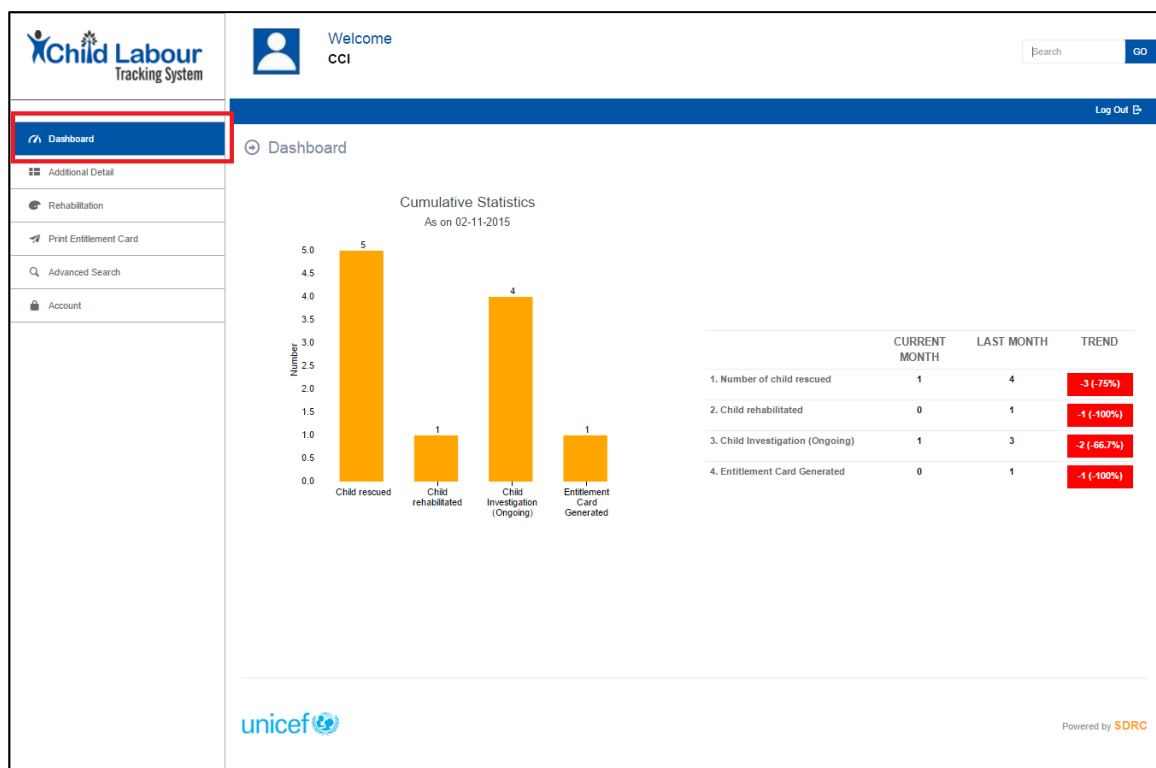 Child Labour
Tracking System
Welcome
CCI
Search
GO
Log Out
Dashboard
Additional Detail
Rehabilitation
Print Entitlement Card
Advanced Search
Account
Dashboard
Cumulative Statistics
As on 02-11-2015
Number
5.0
4.5
4.0
3.5
3.0
2.5
2.0
1.5
1.0
0.5
0.0
5
1
4
1
Child rescued
Child
rehabilitated
Child
Investigation
(Ongoing)
Entitlement
Card
Generated
CURRENT
MONTH
LAST MONTH
TREND
1. Number of child rescued 1 4 -3 (-75%)
2. Child rehabilitated 0 1 -1 (-100%)
3. Child Investigation (Ongoing) 1 3 -2 (-66.7%)
4. Entitlement Card Generated 0 1 -1 (-100%)
unicef
Powered by SDRC